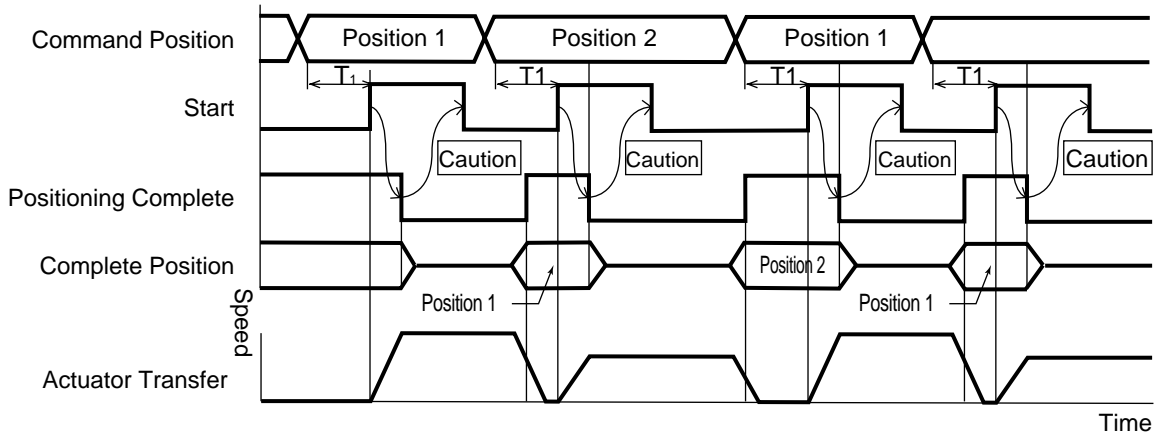 Command Position
Position 1
Position 2
Position 1
T₁
T1
T1
T1
Start
Caution
Caution
Caution
Caution
Positioning Complete
Complete Position
Position 2
Position 1
Position 1
Speed
Actuator Transfer
Time